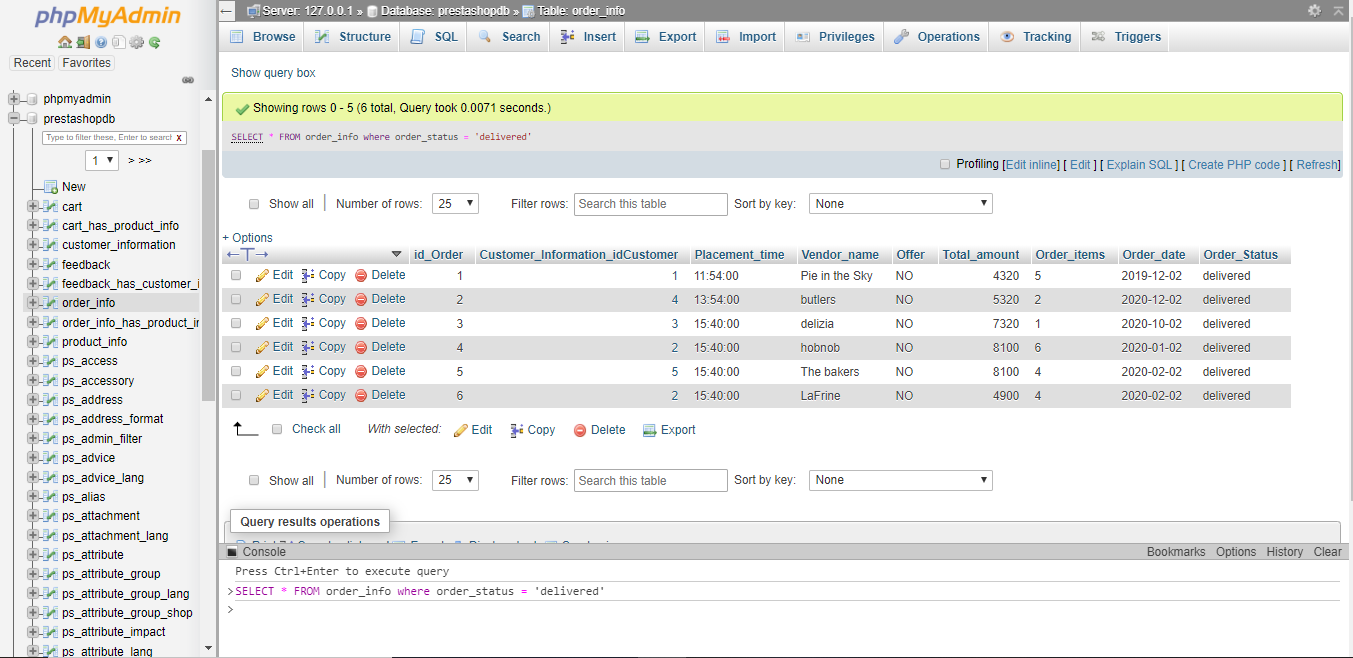 phpMyAdmin
Recent Favorites
phpmyadmin
prestashopdb
Type to filter these, Enter to search X
1 > >>
New
cart
cart_has_product_info
customer_information
feedback
feedback_has_customer_i
order_info
order_info_has_product_in
product_info
ps_access
ps_accessory
ps_address
ps_address_format
ps_admin_filter
ps_advice
ps_advice_lang
ps_alias
ps_attachment
ps_attachment_lang
ps_attribute
ps_attribute_group
ps_attribute_group_lang
ps_attribute_group_shop
ps_attribute_impact
ps_attribute_lang
Server: 127.0.0.1 » Database: prestashopdb » Table: order_info
Browse Structure SQL Search Insert Export Import Privileges Operations Tracking Triggers
Show query box
Showing rows 0 - 5 (6 total, Query took 0.0071 seconds.)
SELECT * FROM order_info where order_status = 'delivered'
Profiling [Edit inline] [ Edit ] [ Explain SQL ] [ Create PHP code ] [ Refresh]
Show all Number of rows: 25 Filter rows: Search this table Sort by key: None
+ Options
←T→ id_Order Customer_Information_idCustomer Placement_time Vendor_name Offer Total_amount Order_items Order_date Order_Status
Edit Copy Delete 1 1 11:54:00 Pie in the Sky NO 4320 5 2019-12-02 delivered
Edit Copy Delete 2 4 13:54:00 butlers NO 5320 2 2020-12-02 delivered
Edit Copy Delete 3 3 15:40:00 delizia NO 7320 1 2020-10-02 delivered
Edit Copy Delete 4 2 15:40:00 hobnob NO 8100 6 2020-01-02 delivered
Edit Copy Delete 5 5 15:40:00 The bakers NO 8100 4 2020-02-02 delivered
Edit Copy Delete 6 2 15:40:00 LaFrine NO 4900 4 2020-02-02 delivered
Check all With selected: Edit Copy Delete Export
Show all Number of rows: 25 Filter rows: Search this table Sort by key: None
Query results operations
Console Bookmarks Options History Clear
Press Ctrl+Enter to execute query
>SELECT * FROM order_info where order_status = 'delivered'
>